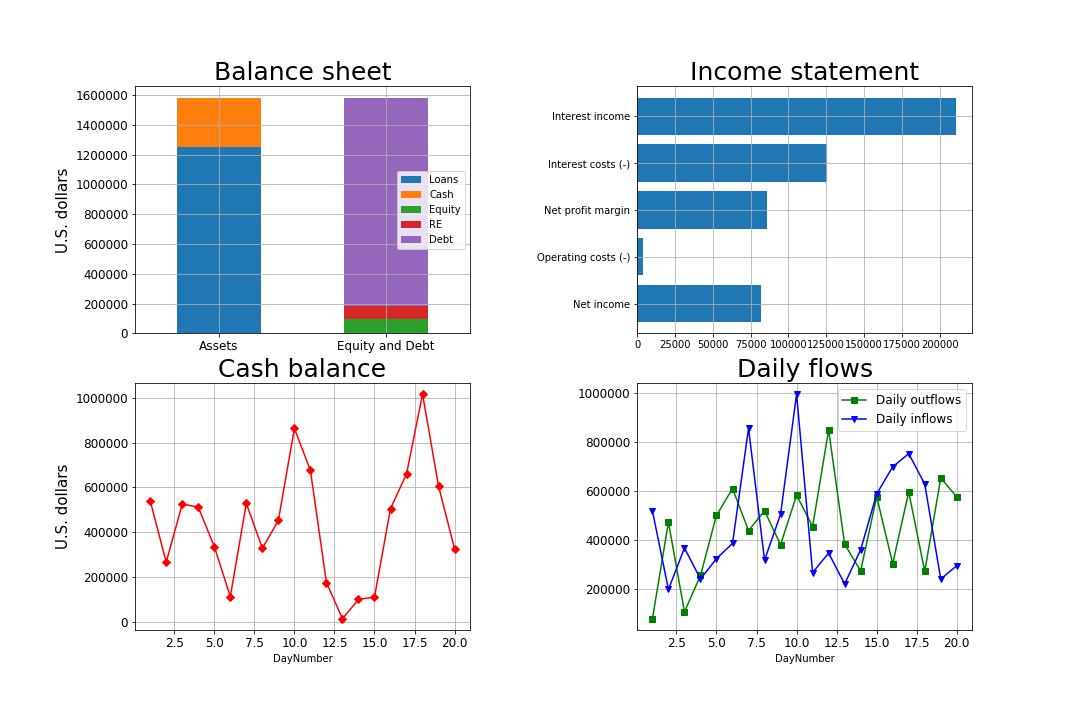 Balance sheet
U.S. dollars
1600000
1400000
1200000
1000000
800000
600000
400000
200000
0
Loans
Cash
Equity
RE
Debt
Assets Equity and Debt
Income statement
Interest income
Interest costs (-)
Net profit margin
Operating costs (-)
Net income
0 25000 50000 75000 100000 125000 150000 175000 200000
Cash balance
U.S. dollars
1000000
800000
600000
400000
200000
0
2.5 5.0 7.5 10.0 12.5 15.0 17.5 20.0
DayNumber
Daily flows
Daily outflows
Daily inflows
1000000
800000
600000
400000
200000
2.5 5.0 7.5 10.0 12.5 15.0 17.5 20.0
DayNumber